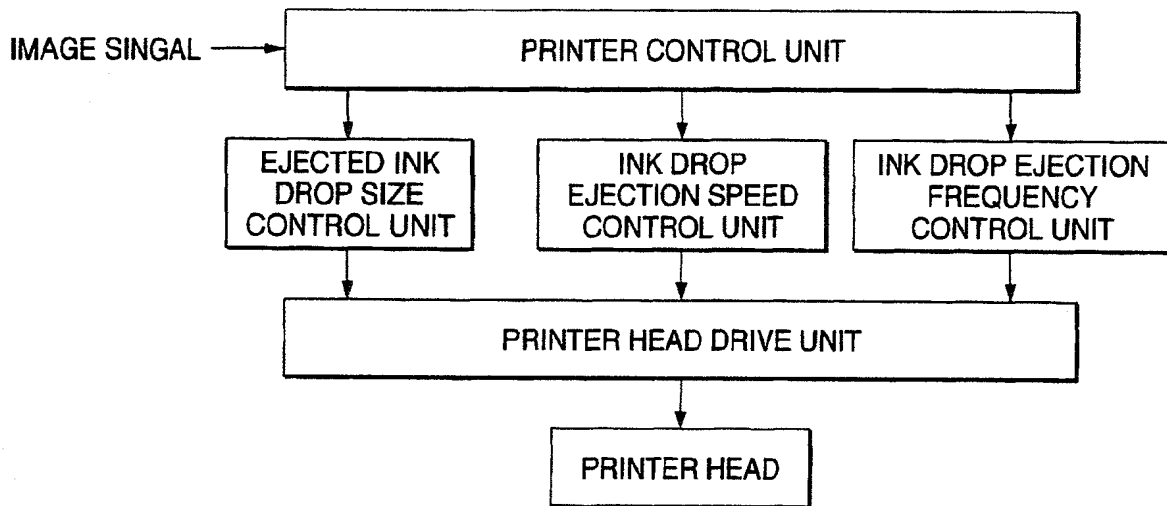 IMAGE SINGAL
PRINTER CONTROL UNIT
EJECTED INK
DROP SIZE
CONTROL UNIT
INK DROP
EJECTION SPEED
CONTROL UNIT
INK DROP EJECTION
FREQUENCY
CONTROL UNIT
PRINTER HEAD DRIVE UNIT
PRINTER HEAD